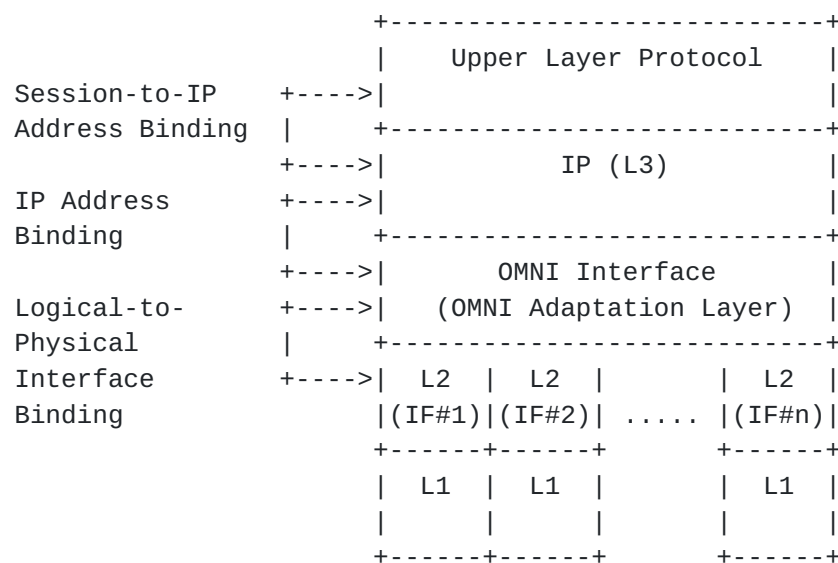 +----------------------------+
                             |    Upper Layer Protocol    |
      Session-to-IP    +---->|                            |
      Address Binding  |     +----------------------------+
                       +---->|           IP (L3)          |
      IP Address       +---->|                            |
      Binding          |     +----------------------------+
                       +---->|       OMNI Interface       |
      Logical-to-      +---->|   (OMNI Adaptation Layer)  |
      Physical         |     +----------------------------+
      Interface        +---->|  L2  |  L2  |       |  L2  |
      Binding                |(IF#1)|(IF#2)| ..... |(IF#n)|
                             +------+------+       +------+
                             |  L1  |  L1  |       |  L1  |
                             |      |      |       |      |
                             +------+------+       +------+